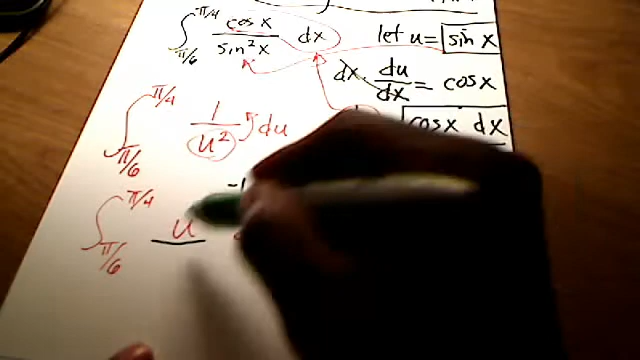 ∫ π/4 π/6 cos x / sin²x dx let u = sin x
dx · du/dx = cos x
cos x dx
∫ π/4 π/6 1/u² du
∫ π/4 π/6 u
π/4